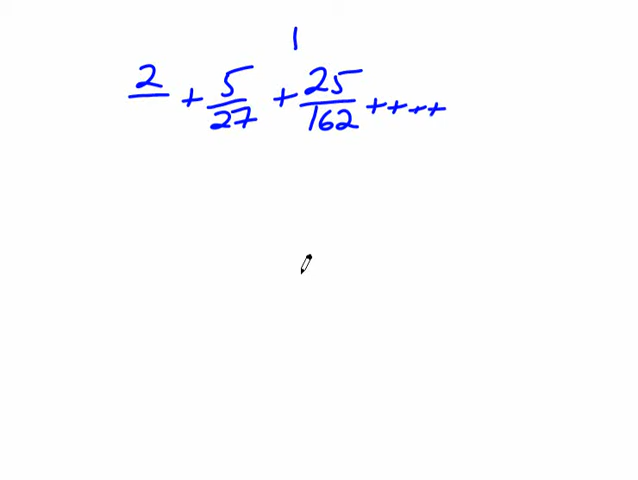 1
2/ + 5/27 + 25/162 + + + +